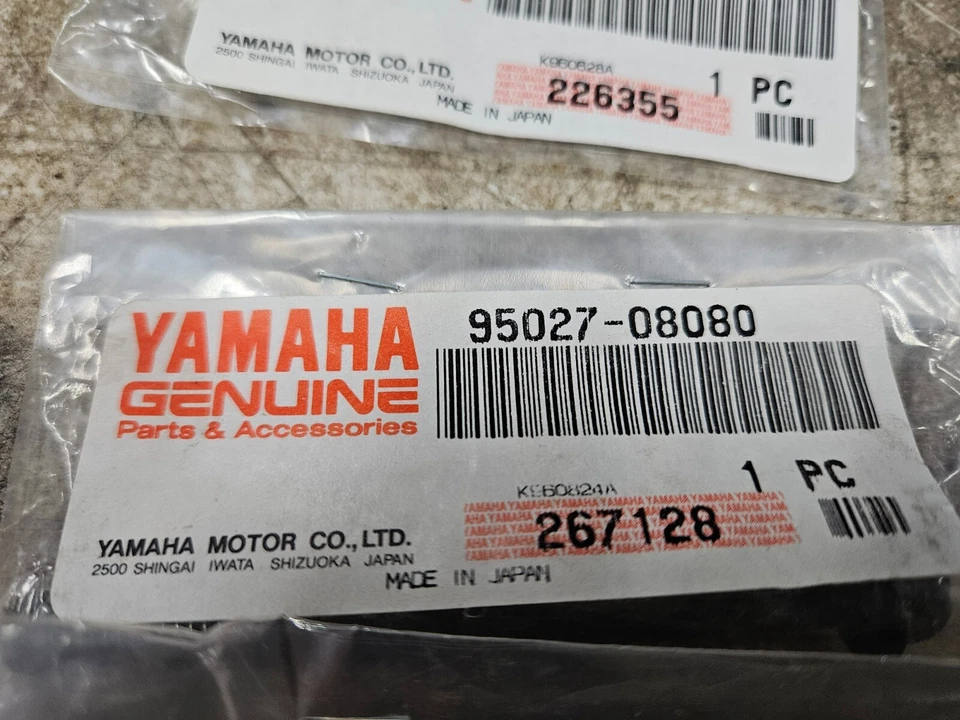 YAMAHA MOTOR CO.,LTD.
2500 SHINGAI IWATA SHIZUOKA JAPAN
MADE IN JAPAN
K960828A
226355
1 PC
YAMAHA
GENUINE
Parts & Accessories
95027-08080
1 PC
267128
YAMAHA MOTOR CO.,LTD.
2500 SHINGAI IWATA SHIZUOKA JAPAN
MADE IN JAPAN